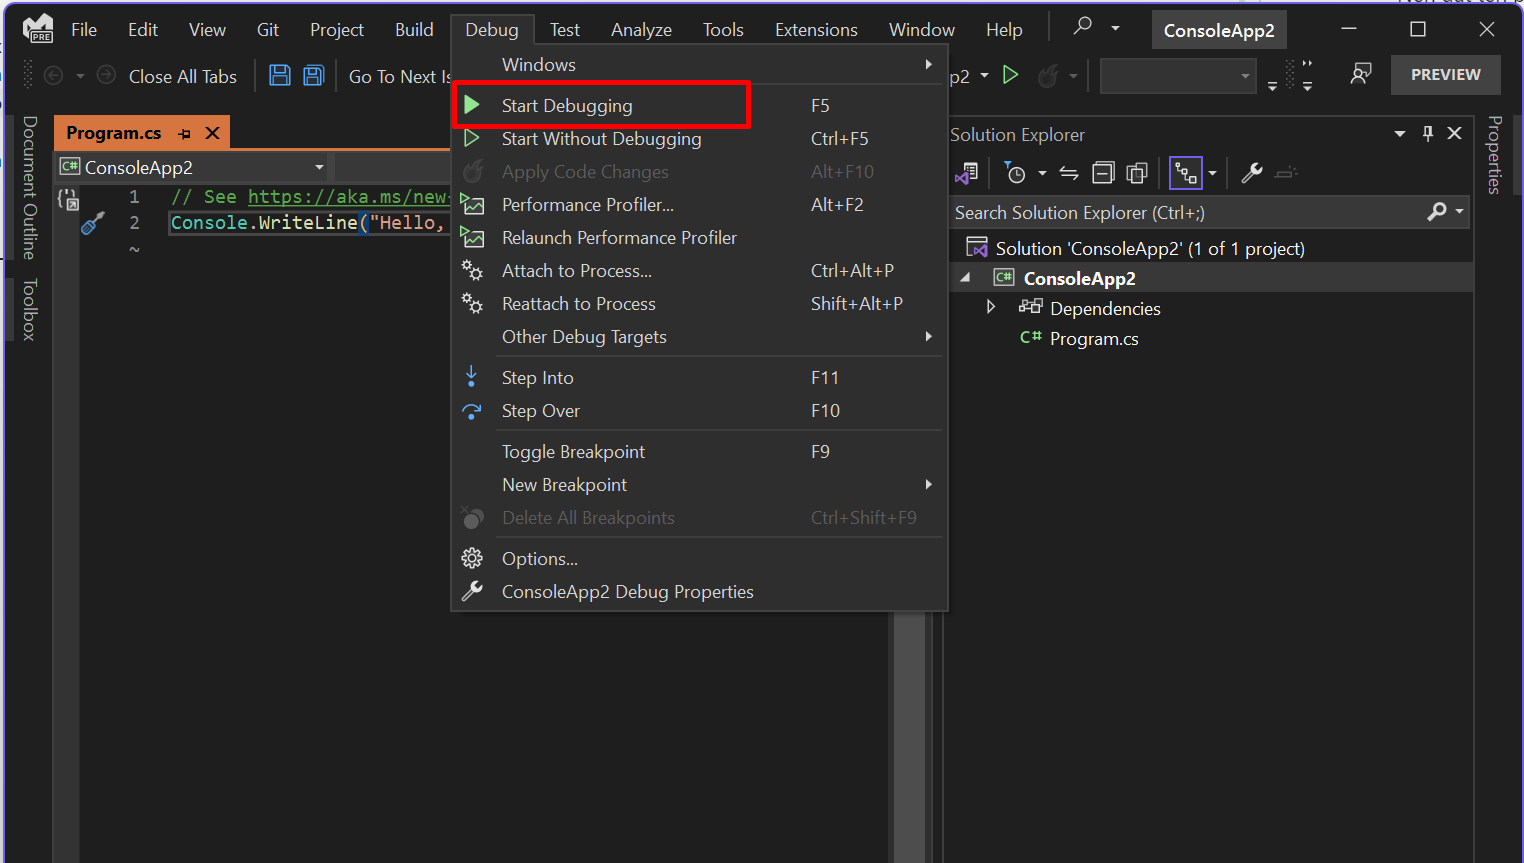 File Edit View Git Project Build Debug Test Analyze Tools Extensions Window Help ConsoleApp2
PRE
Close All Tabs Go To Next Is p2 PREVIEW
Windows
Start Debugging F5
Start Without Debugging Ctrl+F5
Apply Code Changes Alt+F10
Performance Profiler... Alt+F2
Relaunch Performance Profiler
Attach to Process... Ctrl+Alt+P
Reattach to Process Shift+Alt+P
Other Debug Targets
Step Into F11
Step Over F10
Toggle Breakpoint F9
New Breakpoint
Delete All Breakpoints Ctrl+Shift+F9
Options...
ConsoleApp2 Debug Properties
Document Outline
Toolbox
Program.cs
C# ConsoleApp2
1 // See https://aka.ms/new-
2 Console.WriteLine("Hello,
~
Solution Explorer
Search Solution Explorer (Ctrl+;)
Solution 'ConsoleApp2' (1 of 1 project)
C# ConsoleApp2
Dependencies
C# Program.cs
Properties